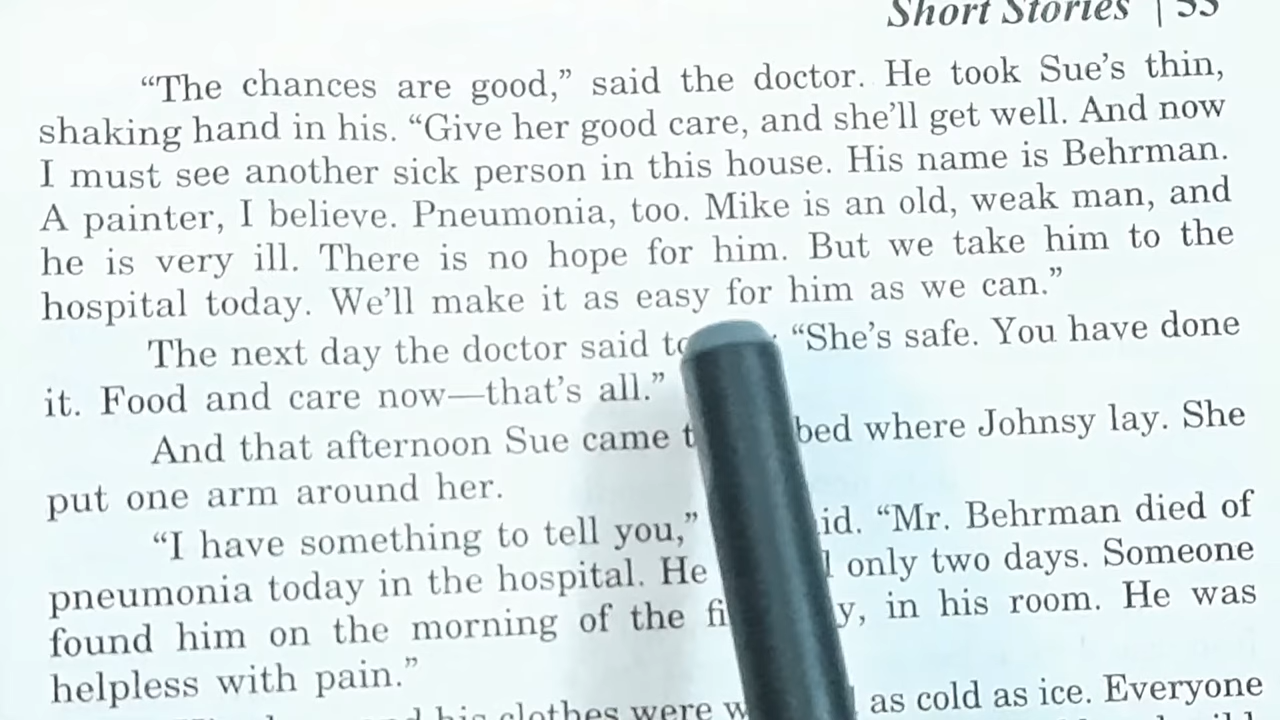 Short Stories | 55
“The chances are good,” said the doctor. He took Sue’s thin,
shaking hand in his. “Give her good care, and she’ll get well. And now
I must see another sick person in this house. His name is Behrman.
A painter, I believe. Pneumonia, too. Mike is an old, weak man, and
he is very ill. There is no hope for him. But we take him to the
hospital today. We’ll make it as easy for him as we can.”
The next day the doctor said “She’s safe. You have done
it. Food and care now—that’s all.”
And that afternoon Sue came bed where Johnsy lay. She
put one arm around her.
“I have something to tell you,” “Mr. Behrman died of
pneumonia today in the hospital. He only two days. Someone
found him on the morning of the in his room. He was
helpless with pain.”
his clothes were as cold as ice. Everyone